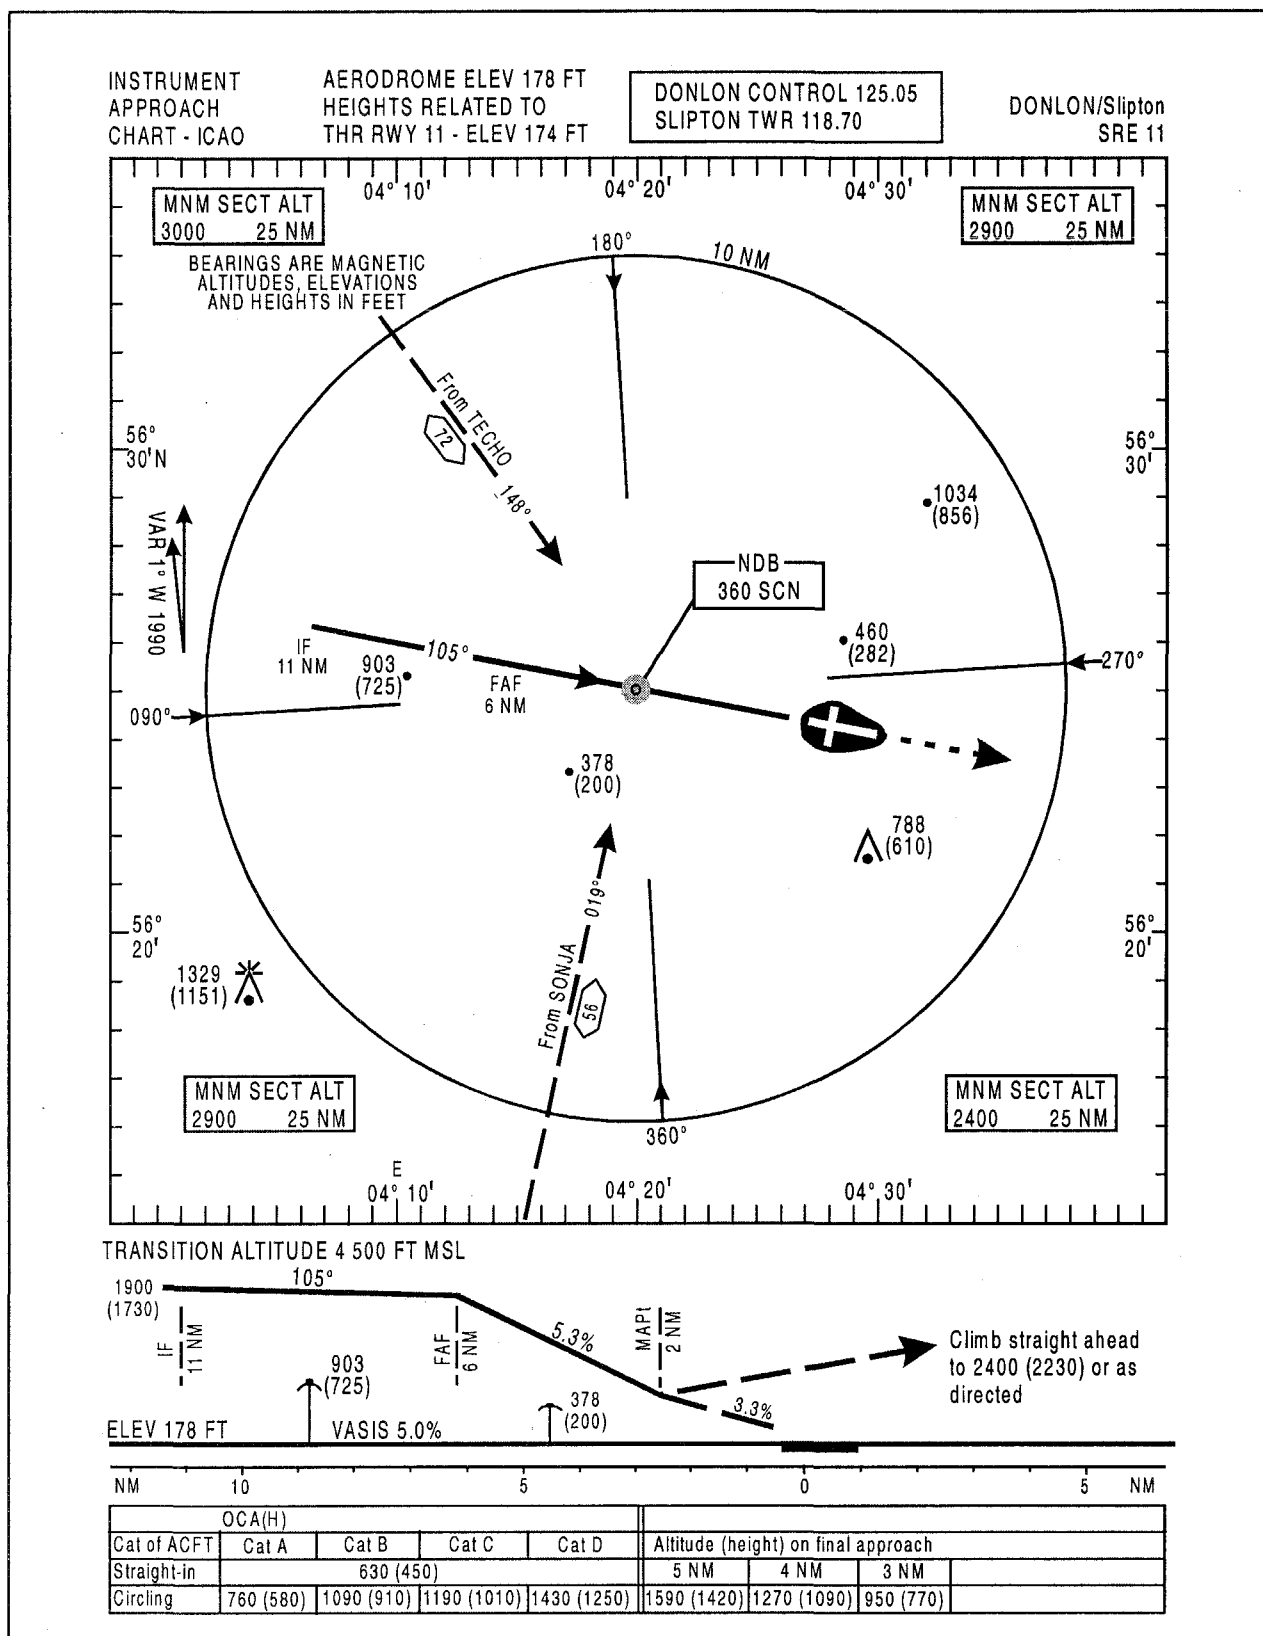 INSTRUMENT
APPROACH
CHART - ICAO
AERODROME ELEV 178 FT
HEIGHTS RELATED TO
THR RWY 11 - ELEV 174 FT
DONLON CONTROL 125.05
SLIPTON TWR 118.70
DONLON/Slipton
SRE 11
04° 10' 04° 20' 04° 30'
MNM SECT ALT
3000 25 NM
MNM SECT ALT
2900 25 NM
BEARINGS ARE MAGNETIC
ALTITUDES, ELEVATIONS
AND HEIGHTS IN FEET
180°
10 NM
From TECHO
72
148°
56°
30'N
56°
30'
VAR 1° W 1990
1034
(856)
NDB
360 SCN
IF
11 NM
105°
903
(725)
FAF
6 NM
460
(282)
270°
090°
378
(200)
788
(610)
019°
From SONJA
56
56°
20'
56°
20'
1329
(1151)
MNM SECT ALT
2900 25 NM
MNM SECT ALT
2400 25 NM
360°
E
04° 10' 04° 20' 04° 30'
TRANSITION ALTITUDE 4 500 FT MSL
1900
(1730)
105°
IF
11 NM
FAF
6 NM
5.3%
MAPt
2 NM
Climb straight ahead
to 2400 (2230) or as
directed
903
(725)
378
(200)
3.3%
ELEV 178 FT VASIS 5.0%
NM 10 5 0 5 NM
OCA(H)
Cat of ACFT Cat A Cat B Cat C Cat D Altitude (height) on final approach
Straight-in 630 (450) 5 NM 4 NM 3 NM
Circling 760 (580) 1090 (910) 1190 (1010) 1430 (1250) 1590 (1420) 1270 (1090) 950 (770)